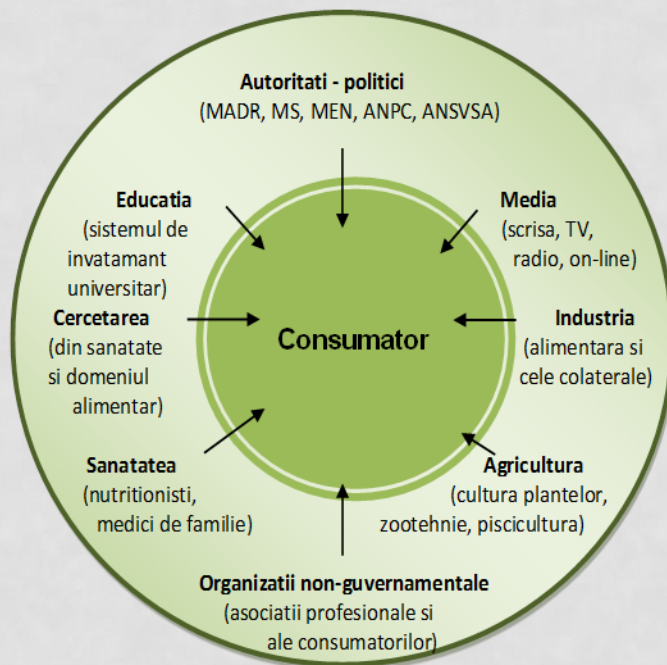 Autoritati - politici
(MADR, MS, MEN, ANPC, ANSVSA)
Educatia
(sistemul de
invatamant
universitar)
Media
(scrisa, TV,
radio, on-line)
Cercetarea
(din sanatate
si domeniul
alimentar)
Consumator
Industria
(alimentara si
cele colaterale)
Sanatatea
(nutritionisti,
medici de familie)
Agricultura
(cultura plantelor,
zootehnie, piscicultura)
Organizatii non-guvernamentale
(asociatii profesionale si
ale consumatorilor)